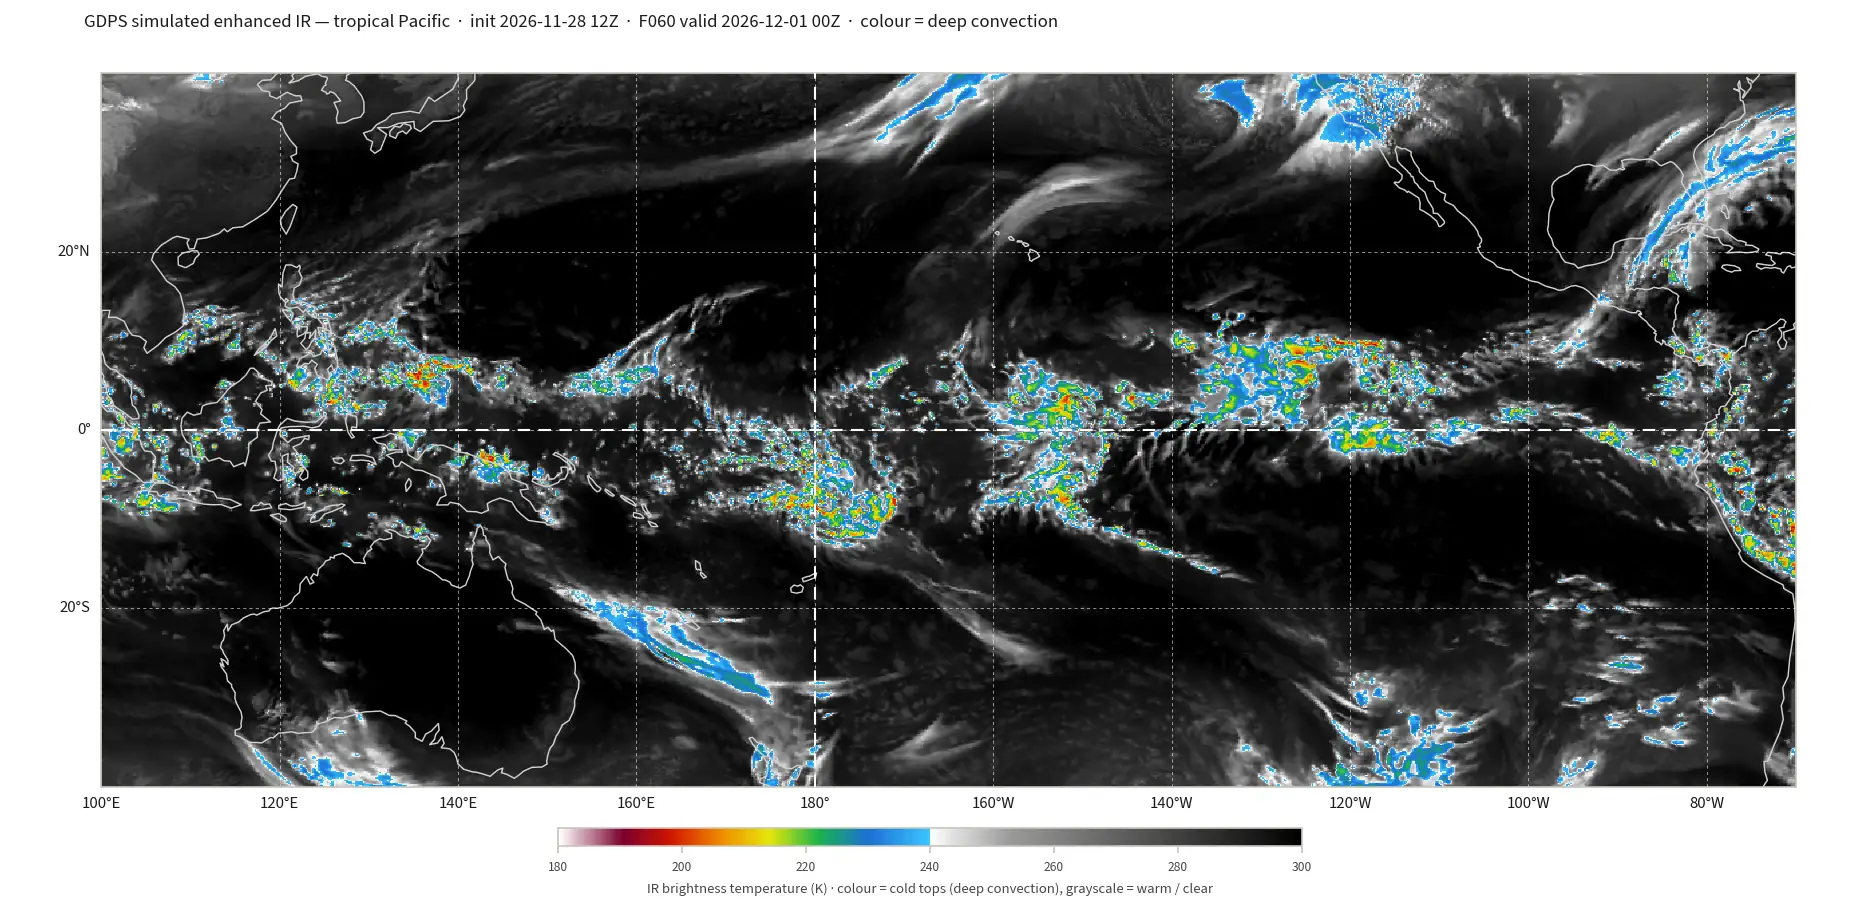 GDPS simulated enhanced IR — tropical Pacific · init 2026-11-28 12Z · F060 valid 2026-12-01 00Z · colour = deep convection
20°N
0°
20°S
100°E 120°E 140°E 160°E 180° 160°W 140°W 120°W 100°W 80°W
180 200 220 240 260 280 300
IR brightness temperature (K) · colour = cold tops (deep convection), grayscale = warm / clear